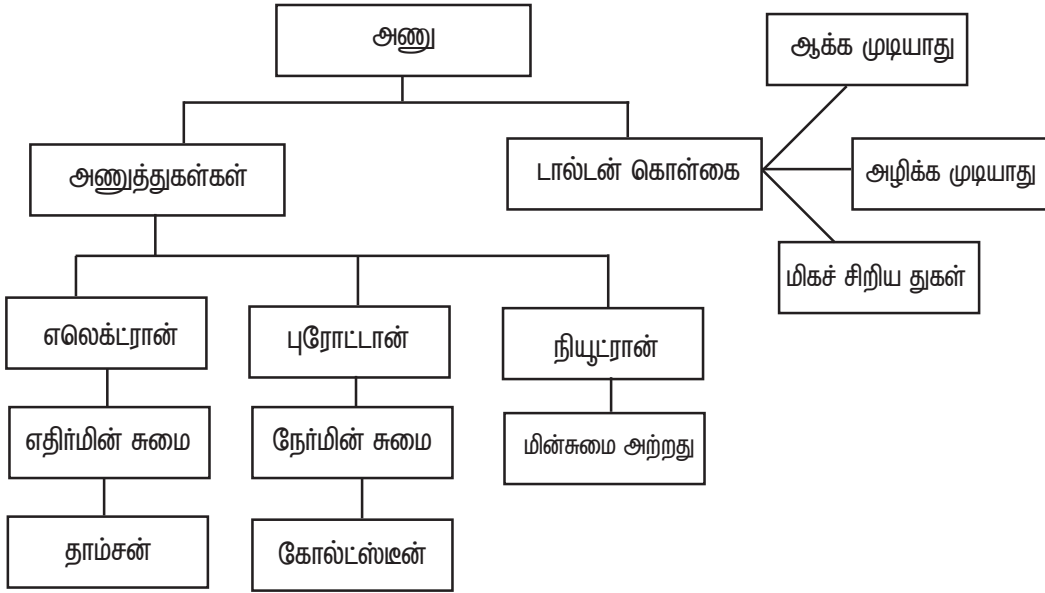 அணு
ஆக்க முடியாது
அணுத்துகள்கள்
டால்டன் கொள்கை
அழிக்க முடியாது
மிகச் சிறிய துகள்
எலெக்ட்ரான்
புரோட்டான்
நியூட்ரான்
எதிர்மின் சுமை
நேர்மின் சுமை
மின்சுமை அற்றது
தாம்சன்
கோல்ட்ஸ்டீன்